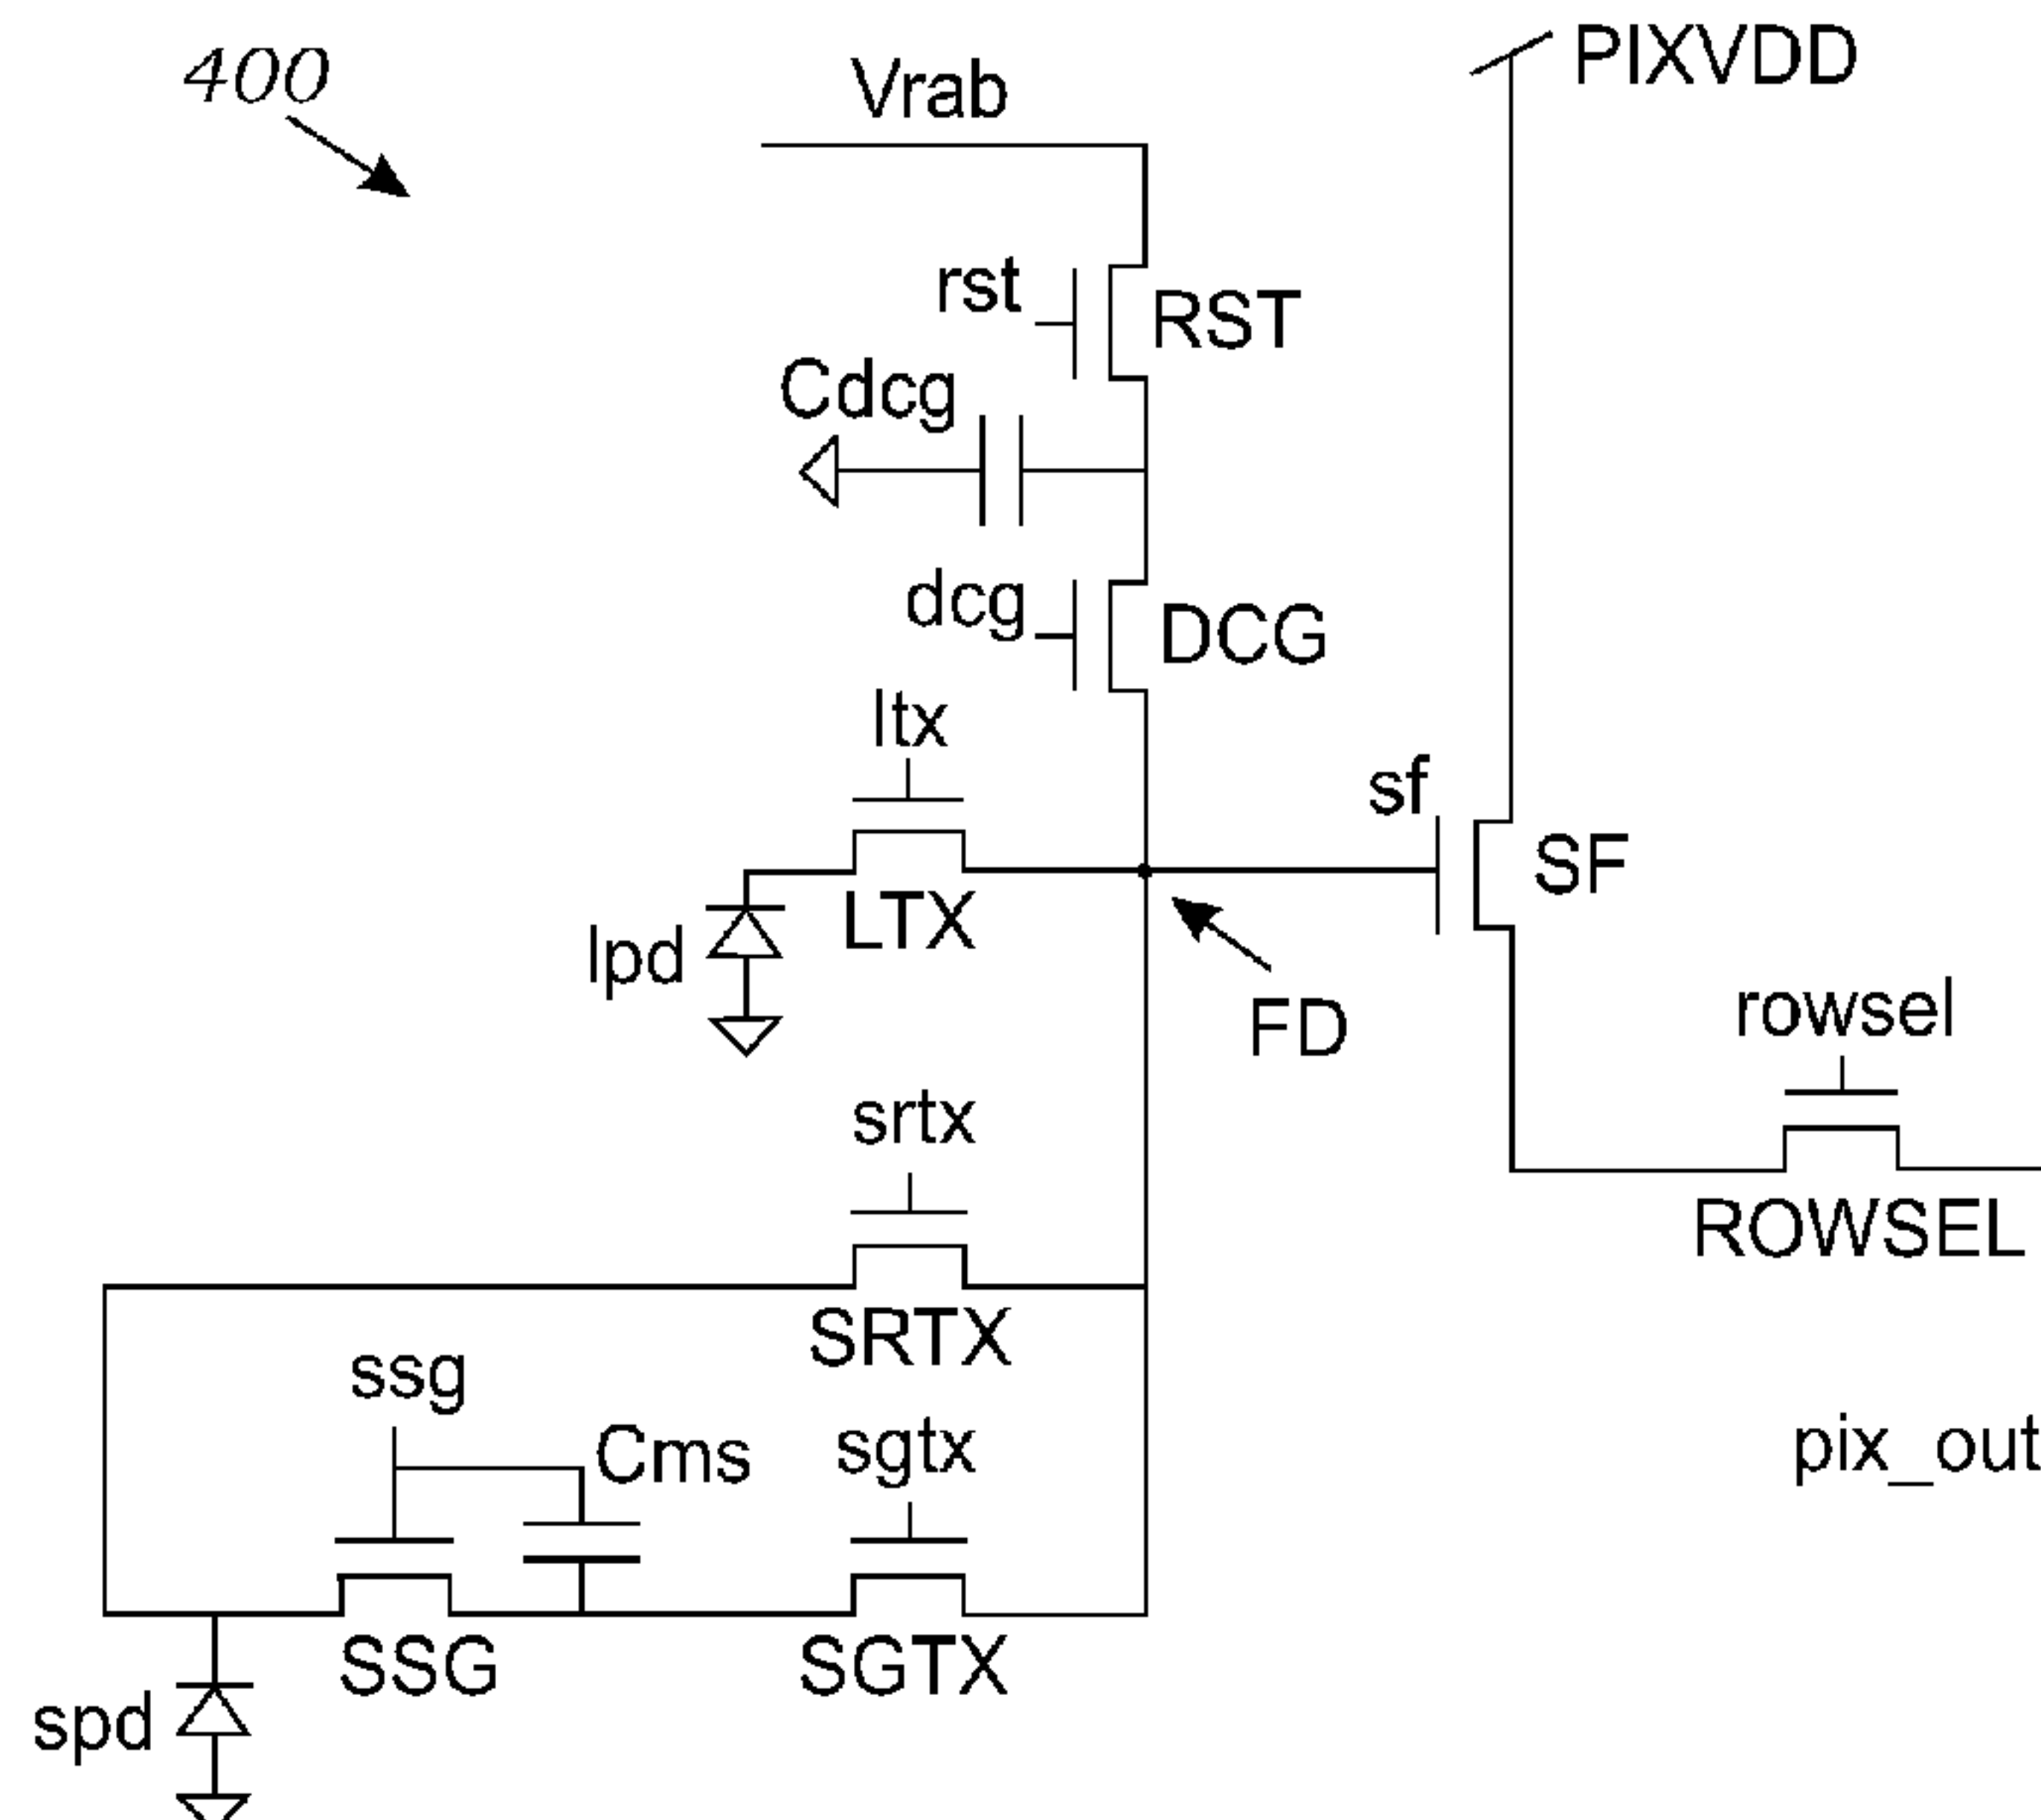 400
PIXVDD
Vrab
rst
RST
Cdcg
dcg
DCG
ltx
sf
SF
LTX
lpd
FD
rowsel
srtx
ROWSEL
SRTX
ssg
Cms
sgtx
pix_out
SSG
SGTX
spd